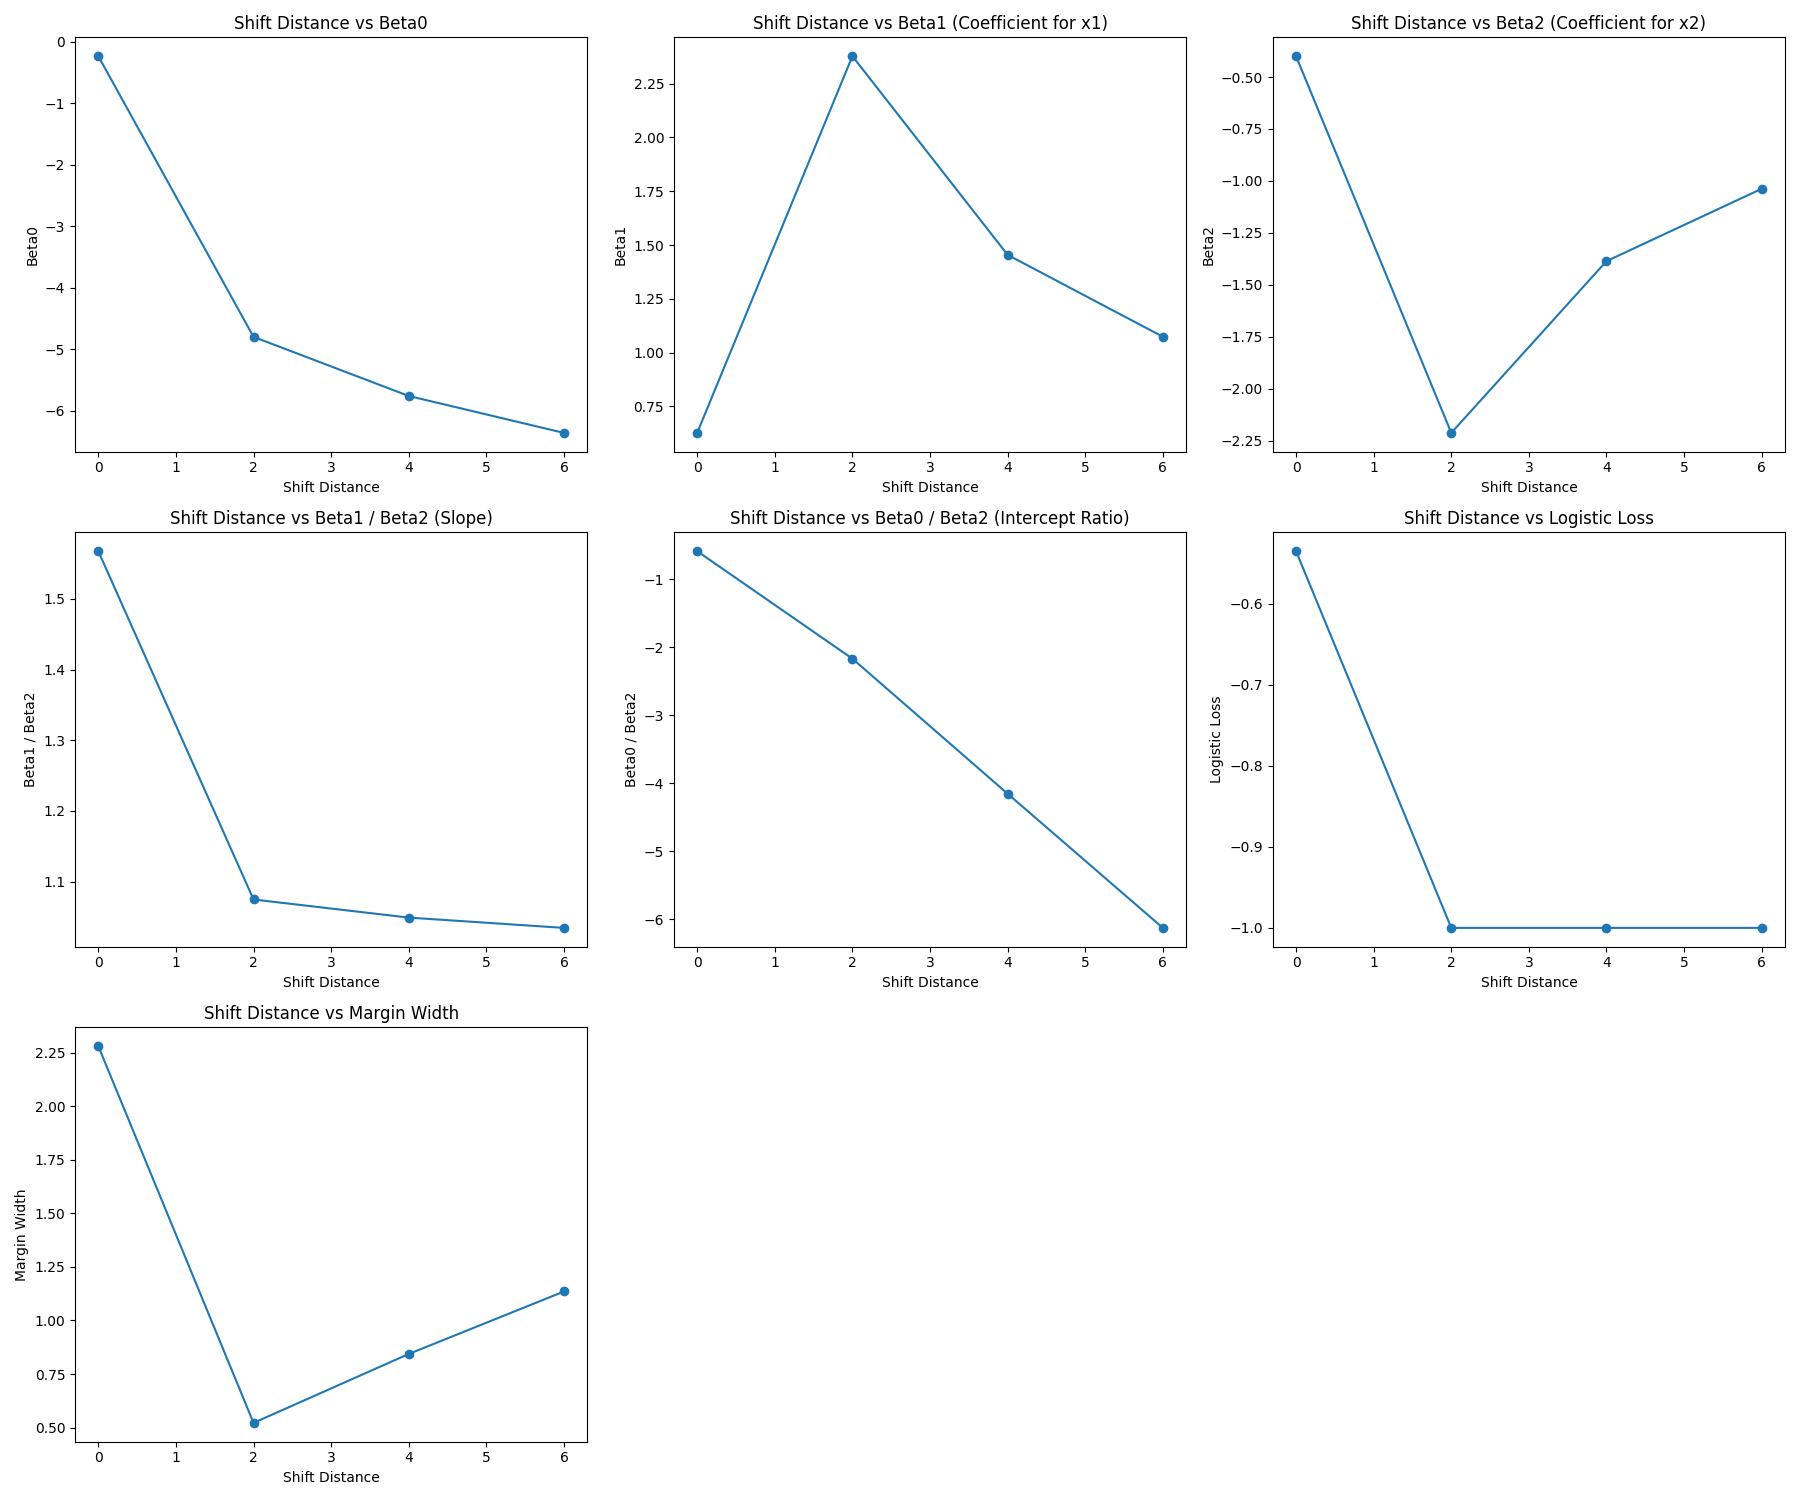 Shift Distance vs Beta0
Beta0
0
−1
−2
−3
−4
−5
−6
0 1 2 3 4 5 6
Shift Distance
Shift Distance vs Beta1 (Coefficient for x1)
Beta1
2.25
2.00
1.75
1.50
1.25
1.00
0.75
0 1 2 3 4 5 6
Shift Distance
Shift Distance vs Beta2 (Coefficient for x2)
Beta2
−0.50
−0.75
−1.00
−1.25
−1.50
−1.75
−2.00
−2.25
0 1 2 3 4 5 6
Shift Distance
Shift Distance vs Beta1 / Beta2 (Slope)
Beta1 / Beta2
1.5
1.4
1.3
1.2
1.1
0 1 2 3 4 5 6
Shift Distance
Shift Distance vs Beta0 / Beta2 (Intercept Ratio)
Beta0 / Beta2
−1
−2
−3
−4
−5
−6
0 1 2 3 4 5 6
Shift Distance
Shift Distance vs Logistic Loss
Logistic Loss
−0.6
−0.7
−0.8
−0.9
−1.0
0 1 2 3 4 5 6
Shift Distance
Shift Distance vs Margin Width
Margin Width
2.25
2.00
1.75
1.50
1.25
1.00
0.75
0.50
0 1 2 3 4 5 6
Shift Distance